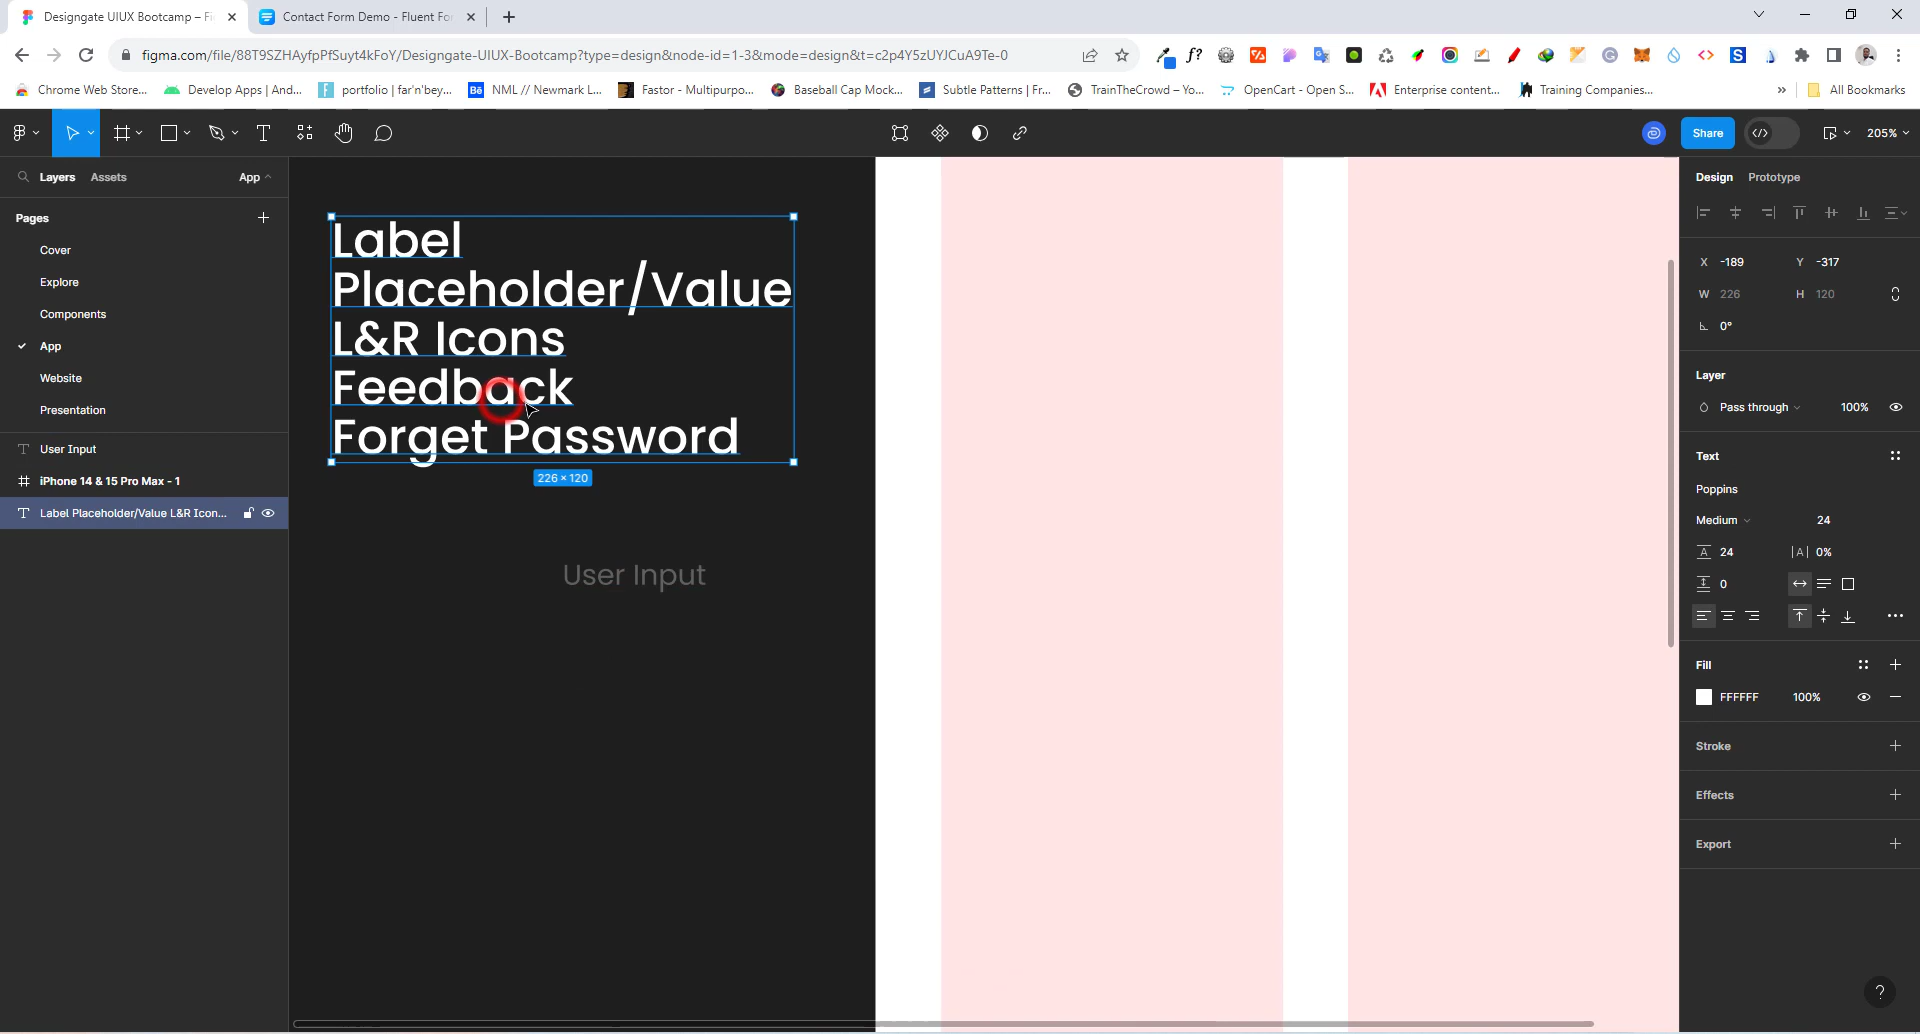 Designgate UIUX Bootcamp – Fi
Contact Form Demo - Fluent For
figma.com/file/88T9SZHAyfpPfSuyt4kFoY/Designgate-UIUX-Bootcamp?type=design&node-id=1-3&mode=design&t=c2p4Y5zUYJCuA9Te-0
Chrome Web Store...
Develop Apps | And...
portfolio | far'n'bey...
NML // Newmark L...
Fastor - Multipurpo...
Baseball Cap Mock...
Subtle Patterns | Fr...
TrainTheCrowd – Yo...
OpenCart - Open S...
Enterprise content...
Training Companies...
»
All Bookmarks
Share
205%
Layers
Assets
App
Design
Prototype
Pages
Cover
Explore
Components
App
Website
Presentation
User Input
iPhone 14 & 15 Pro Max - 1
Label Placeholder/Value L&R Icon...
Label
Placeholder/Value
L&R Icons
Feedback
Forget Password
226 × 120
User Input
X -189 Y -317
W 226 H 120
0°
Layer
Pass through 100%
Text
Poppins
Medium 24
24 0%
0
Fill
FFFFFF 100%
Stroke
Effects
Export
?